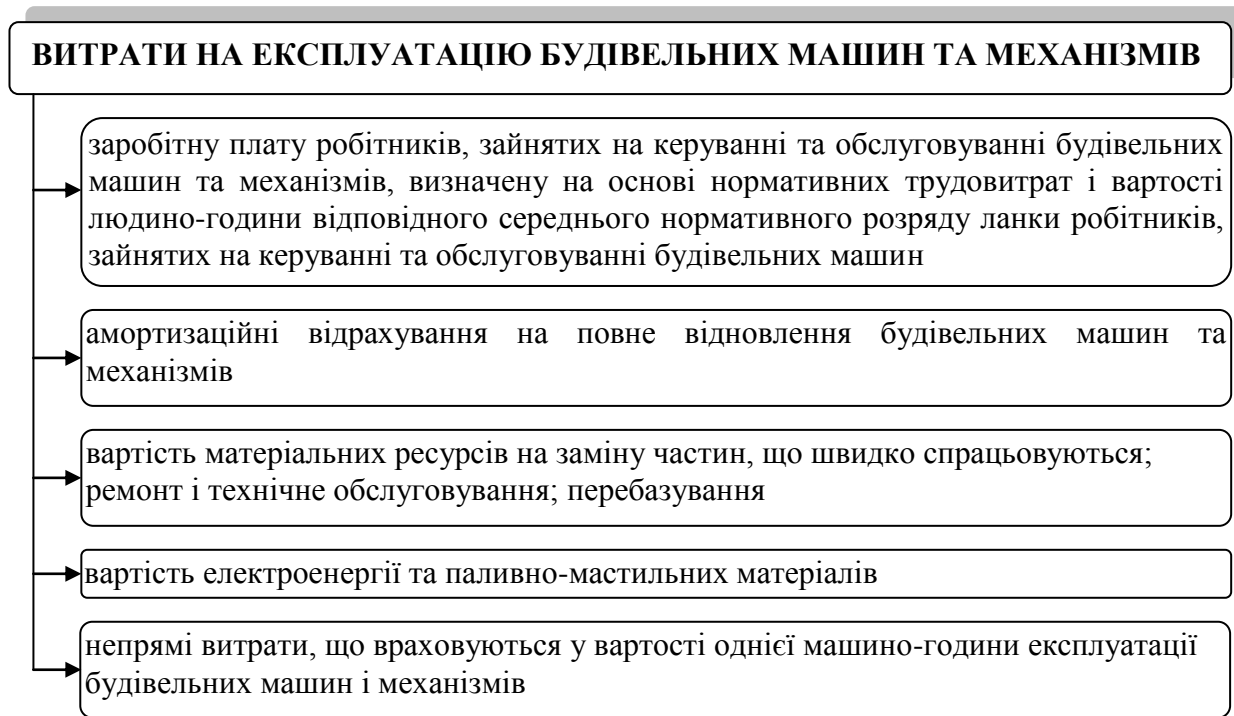 ВИТРАТИ НА ЕКСПЛУАТАЦІЮ БУДІВЕЛЬНИХ МАШИН ТА МЕХАНІЗМІВ
заробітну плату робітників, зайнятих на керуванні та обслуговуванні будівельних
машин та механізмів, визначену на основі нормативних трудовитрат і вартості
людино-години відповідного середнього нормативного розряду ланки робітників,
зайнятих на керуванні та обслуговуванні будівельних машин
амортизаційні відрахування на повне відновлення будівельних машин та
механізмів
вартість матеріальних ресурсів на заміну частин, що швидко спрацьовуються;
ремонт і технічне обслуговування; перебазування
вартість електроенергії та паливно-мастильних матеріалів
непрямі витрати, що враховуються у вартості однієї машино-години експлуатації
будівельних машин і механізмів